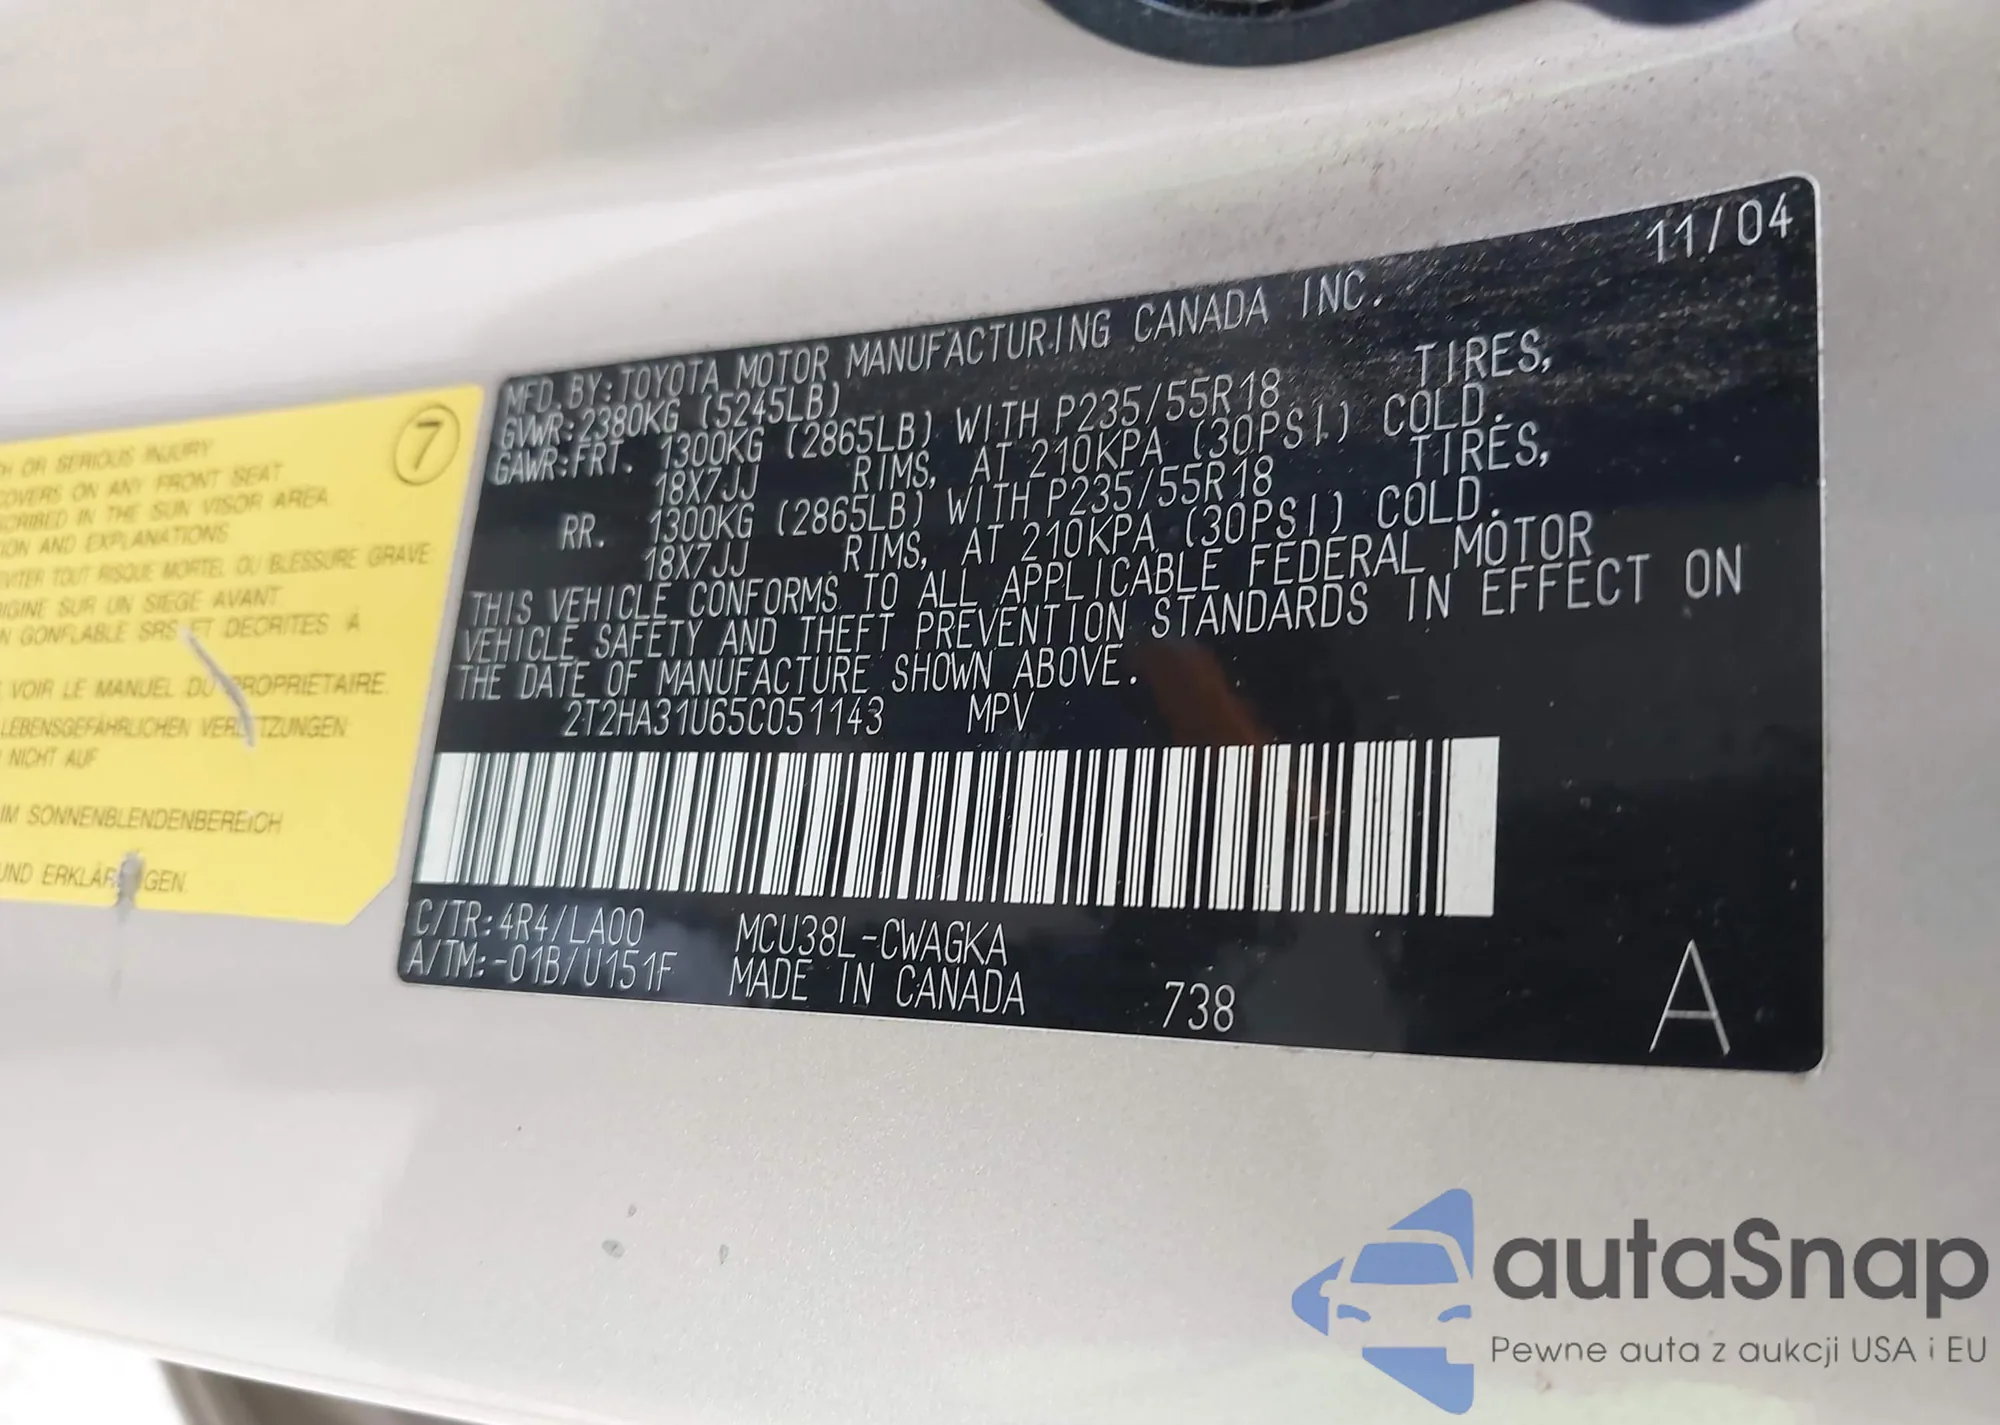 7
H OR SERIOUS INJURY
COVERS ON ANY FRONT SEAT
SCRIBED IN THE SUN VISOR AREA
ION AND EXPLANATIONS
EVITER TOUT RISQUE MORTEL OU BLESSURE GRAVE
RIGINE SUR UN SIEGE AVANT
N GONFLABLE SRS ET DECRITES A
VOIR LE MANUEL DU PROPRIETAIRE.
LEBENSGEFÄHRLICHEN
NICHT AUF
IM SONNENBLENDENBEREICH
UND
11/04
MFD.BY:TOYOTA MOTOR MANUFACTURING CANADA INC.
GVWR:2380KG (5245LB)
GAWR:FRT. 1300KG (2865LB) WITH P235/55R18 TIRES,
18X7JJ RIMS, AT 210KPA (30PSI) COLD.
RR. 1300KG (2865LB) WITH P235/55R18 TIRES,
18X7JJ RIMS, AT 210KPA (30PSI) COLD.
THIS VEHICLE CONFORMS TO ALL APPLICABLE FEDERAL MOTOR
VEHICLE SAFETY AND THEFT PREVENTION STANDARDS IN EFFECT ON
THE DATE OF MANUFACTURE SHOWN ABOVE.
2T2HA31U65C051143 MPV
C/TR:4R4/LA00 MCU38L-CWAGKA
A/TM:-01B/U151F MADE IN CANADA 738 A
autaSnap
Pewne auta z aukcji USA i EU